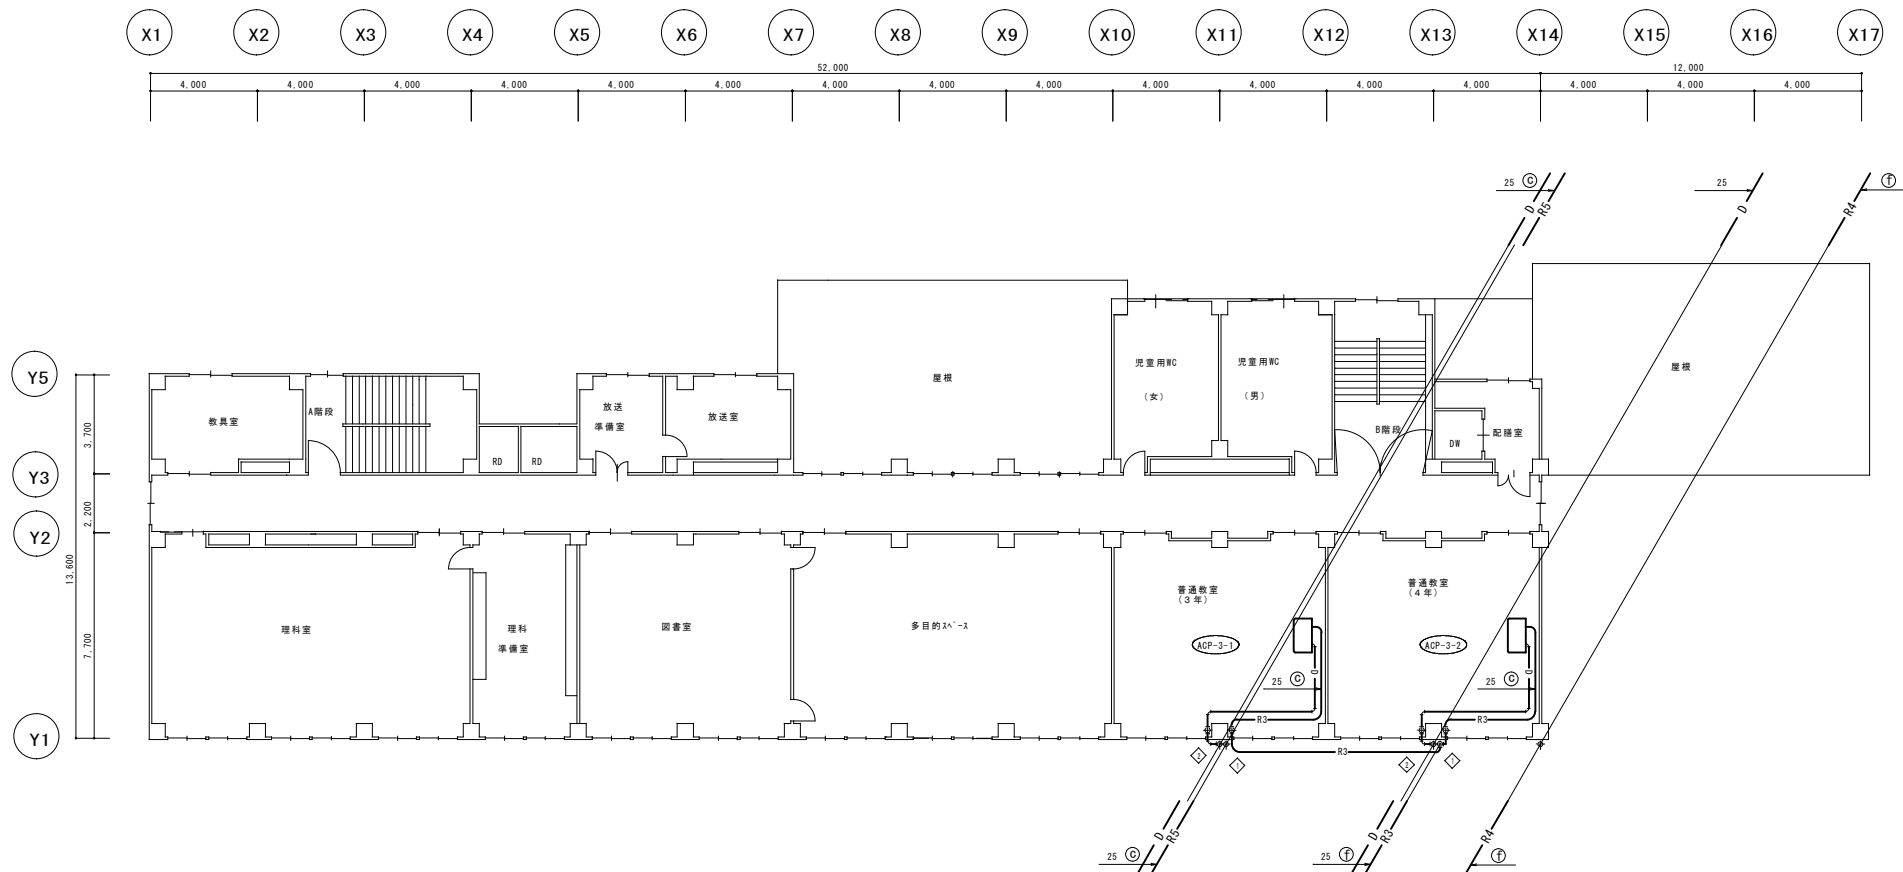 X1 X2 X3 X4 X5 X6 X7 X8 X9 X10 X11 X12 X13 X14 X15 X16 X17
52,000 12,000
4,000 4,000 4,000 4,000 4,000 4,000 4,000 4,000 4,000 4,000 4,000 4,000 4,000 4,000 4,000 4,000
25 ⓒ 25 ⓕ
D R5 D R4
Y5
屋根
児童用WC
(女)
児童用WC
(男)
屋根
3,700
教具室
A階段
放送
準備室
放送室
B階段
DW
配膳室
RD RD
Y3
2,200
Y2
13,600
7,700
理科室
理科
準備室
図書室
多目的スペース
普通教室
(3年)
普通教室
(4年)
ACP-3-1
ACP-3-2
D D
25 ⓒ 25 ⓒ
R3 R3
Y1
R3
2 1 2 1
D R5 D R3 R4
25 ⓒ 25 ⓕ ⓕ